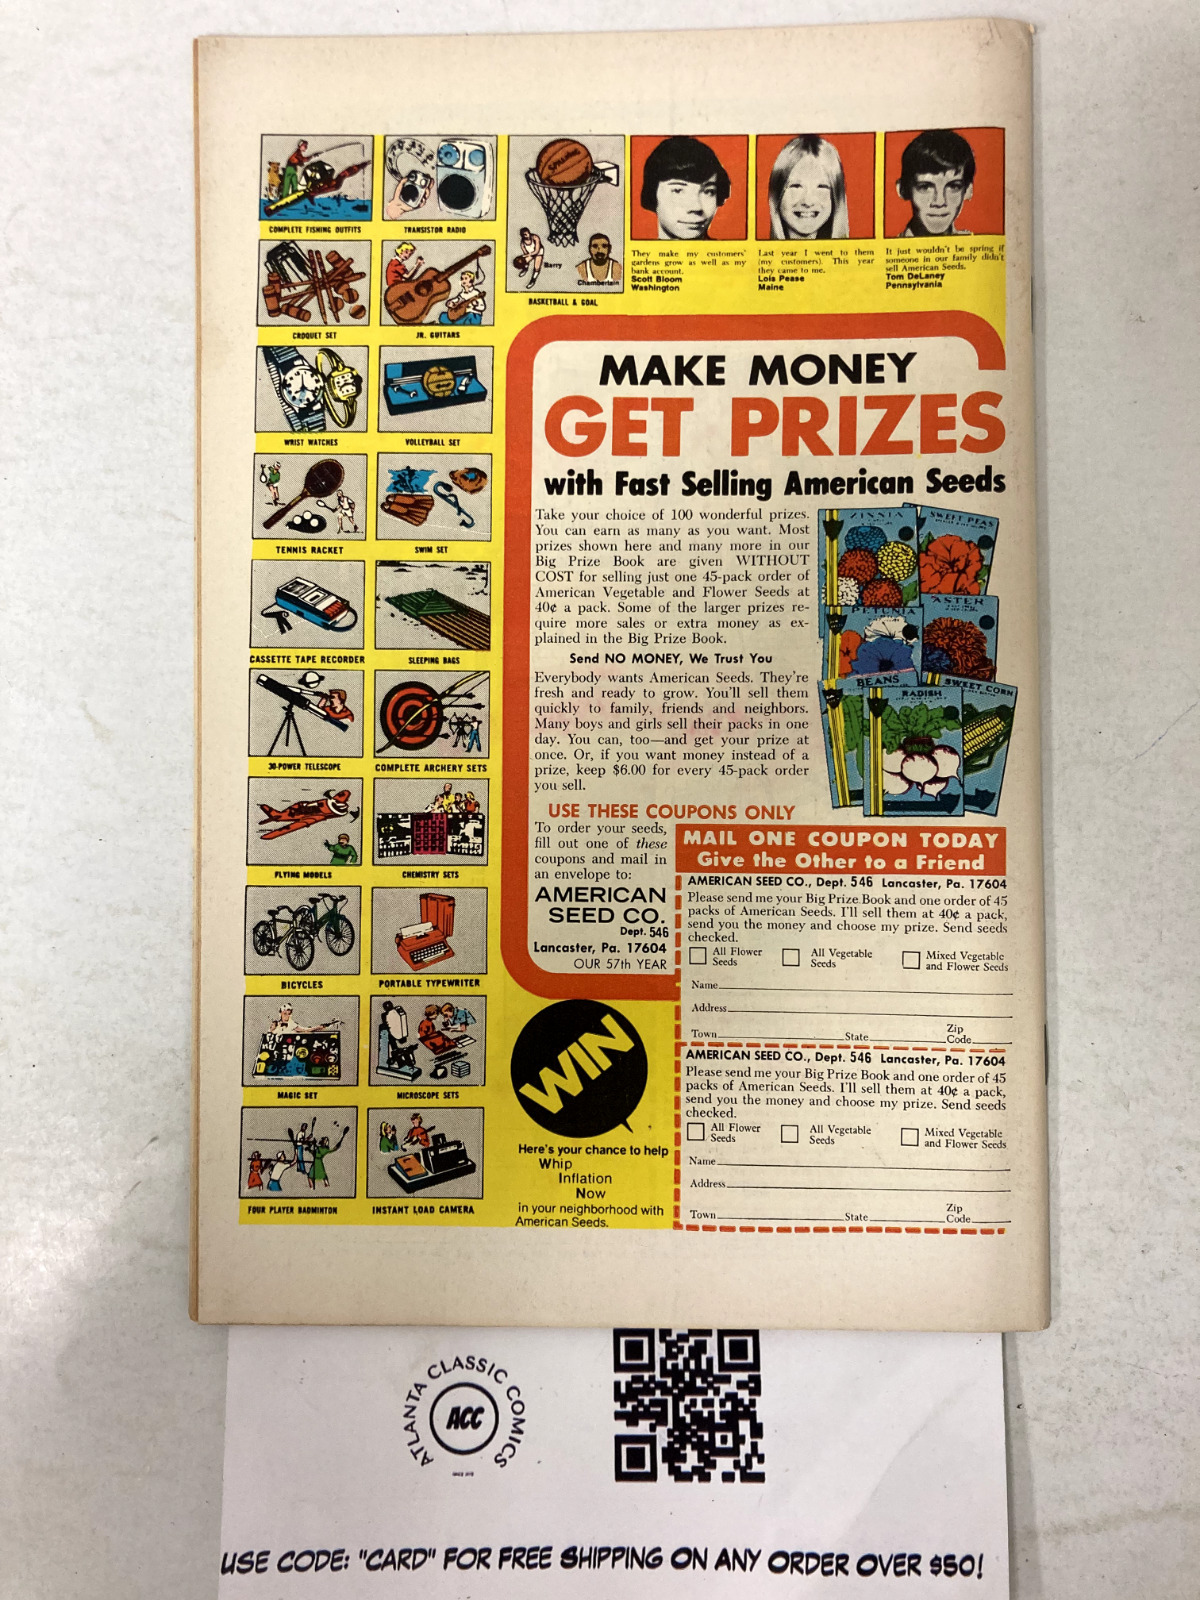 COMPLETE FISHING OUTFITS
TRANSISTOR RADIO
CROQUET SET
JR. GUITARS
WRIST WATCHES
VOLLEYBALL SET
TENNIS RACKET
SWIM SET
CASSETTE TAPE RECORDER
SLEEPING BAGS
30-POWER TELESCOPE
COMPLETE ARCHERY SETS
FLYING MODELS
CHEMISTRY SETS
BICYCLES
PORTABLE TYPEWRITER
MAGIC SET
MICROSCOPE SETS
FOUR PLAYER BADMINTON
INSTANT LOAD CAMERA
SPALDING
Barry
Chamberlain
BASKETBALL & GOAL
They make my customers'
gardens grow as well as my
bank account.
Scott Bloom
Washington
Last year I went to them
(my customers). This year
they came to me.
Lois Pease
Maine
It just wouldn't be spring if
someone in our family didn't
sell American Seeds.
Tom DeLaney
Pennsylvania
MAKE MONEY
GET PRIZES
with Fast Selling American Seeds
Take your choice of 100 wonderful prizes.
You can earn as many as you want. Most
prizes shown here and many more in our
Big Prize Book are given WITHOUT
COST for selling just one 45-pack order of
American Vegetable and Flower Seeds at
40¢ a pack. Some of the larger prizes re-
quire more sales or extra money as ex-
plained in the Big Prize Book.
Send NO MONEY, We Trust You
Everybody wants American Seeds. They're
fresh and ready to grow. You'll sell them
quickly to family, friends and neighbors.
Many boys and girls sell their packs in one
day. You can, too—and get your prize at
once. Or, if you want money instead of a
prize, keep $6.00 for every 45-pack order
you sell.
ZINNIA
SWEET PEAS
PETUNIA
ASTER
BEANS
RADISH
SWEET CORN
USE THESE COUPONS ONLY
To order your seeds,
fill out one of these
coupons and mail in
an envelope to:
AMERICAN
SEED CO.
Dept. 546
Lancaster, Pa. 17604
OUR 57th YEAR
MAIL ONE COUPON TODAY
Give the Other to a Friend
AMERICAN SEED CO., Dept. 546 Lancaster, Pa. 17604
Please send me your Big Prize Book and one order of 45
packs of American Seeds. I'll sell them at 40¢ a pack,
send you the money and choose my prize. Send seeds
checked.
All Flower Seeds All Vegetable Seeds Mixed Vegetable and Flower Seeds
Name
Address
Town State Zip Code
AMERICAN SEED CO., Dept. 546 Lancaster, Pa. 17604
Please send me your Big Prize Book and one order of 45
packs of American Seeds. I'll sell them at 40¢ a pack,
send you the money and choose my prize. Send seeds
checked.
All Flower Seeds All Vegetable Seeds Mixed Vegetable and Flower Seeds
Name
Address
Town State Zip Code
WIN
Here's your chance to help
Whip
Inflation
Now
in your neighborhood with
American Seeds.
ATLANTA CLASSIC COMICS
ACC
USE CODE: "CARD" FOR FREE SHIPPING ON ANY ORDER OVER $50!